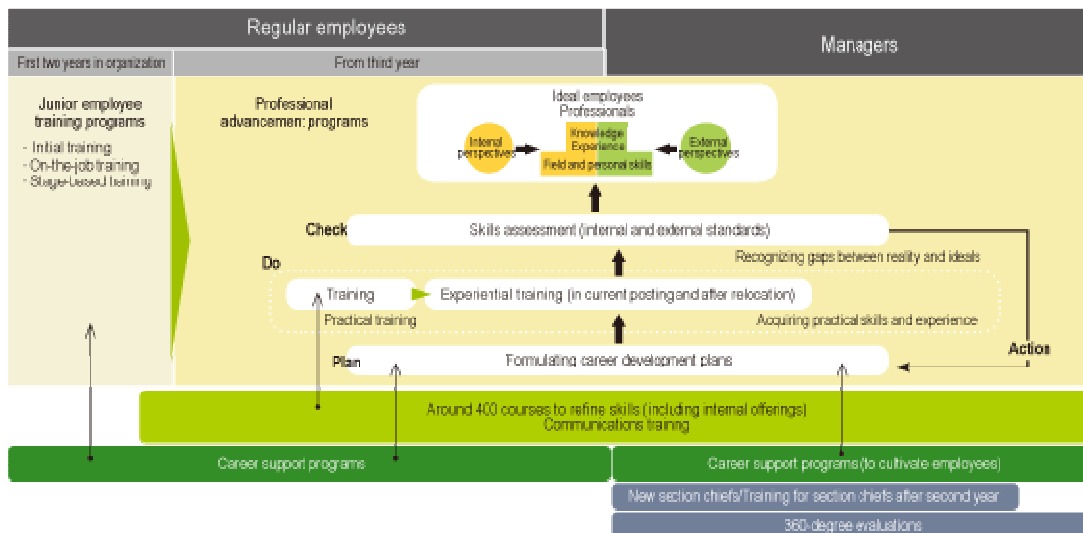 Regular employees
Managers
First two years in organization
From third year
Junior employee
training programs
- Initial training
- On-the-job training
- Stage-based training
Professional
advancement programs
Ideal employees
Professionals
Internal
perspectives
Knowledge
Experience
Field and personal skills
External
perspectives
Check
Skills assessment (internal and external standards)
Recognizing gaps between reality and ideals
Do
Training
Experiential training (in current posting and after relocation)
Practical training
Acquiring practical skills and experience
Action
Plan
Formulating career development plans
Around 400 courses to refine skills (including internal offerings)
Communications training
Career support programs
Career support programs (to cultivate employees)
New section chiefs/Training for section chiefs after second year
360-degree evaluations